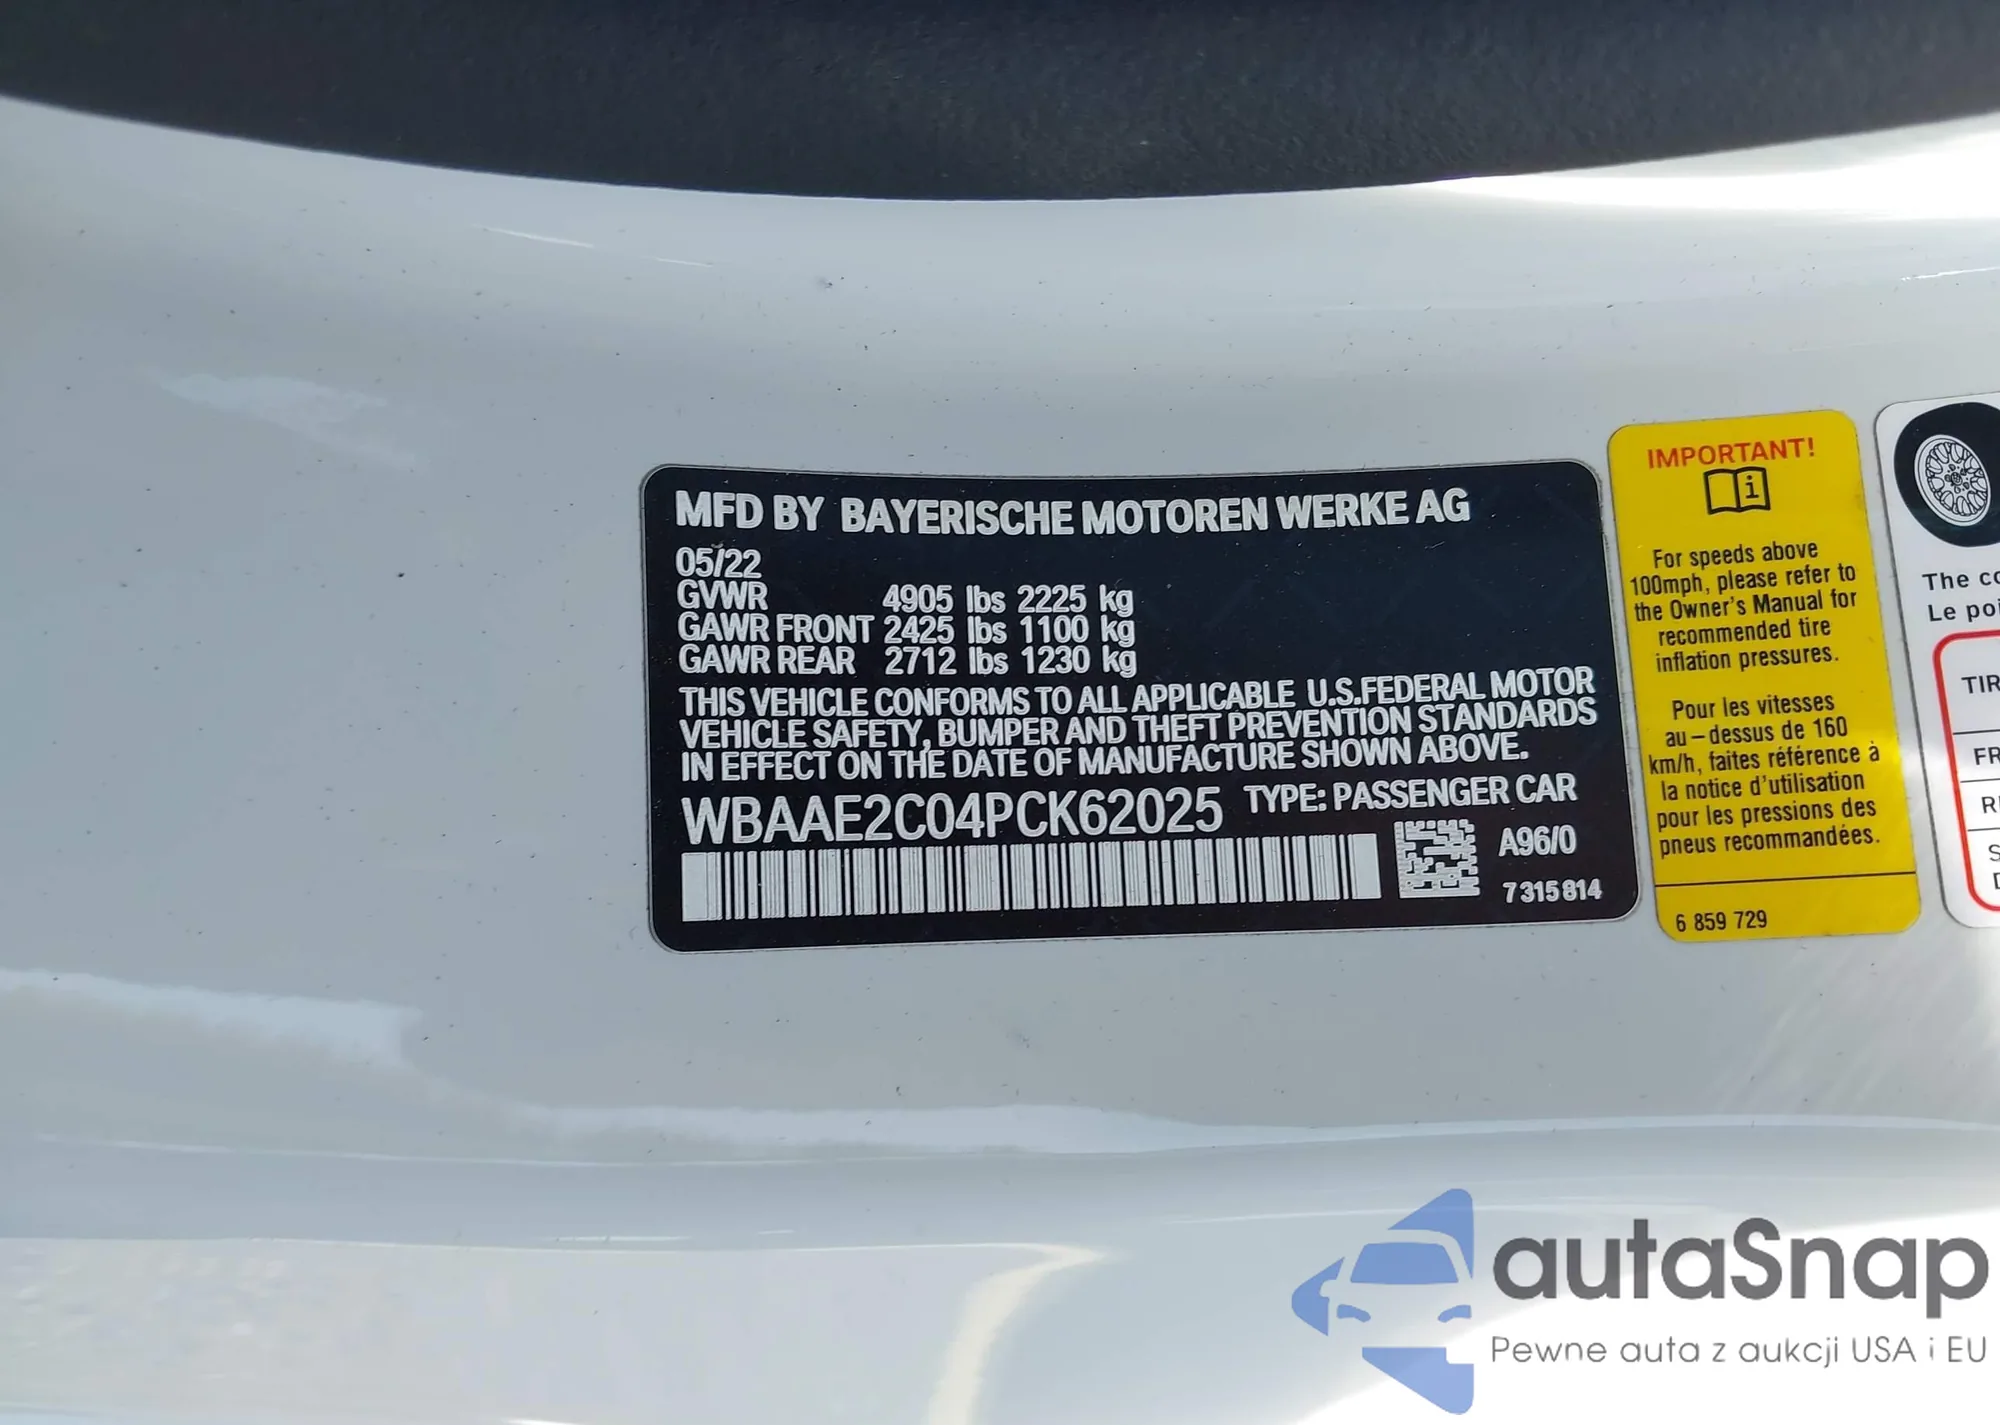 MFD BY BAYERISCHE MOTOREN WERKE AG
05/22
GVWR 4905 lbs 2225 kg
GAWR FRONT 2425 lbs 1100 kg
GAWR REAR 2712 lbs 1230 kg
THIS VEHICLE CONFORMS TO ALL APPLICABLE U.S.FEDERAL MOTOR
VEHICLE SAFETY, BUMPER AND THEFT PREVENTION STANDARDS
IN EFFECT ON THE DATE OF MANUFACTURE SHOWN ABOVE.
WBAAE2C04PCK62025 TYPE: PASSENGER CAR
A96/0
7315814
IMPORTANT!
For speeds above
100mph, please refer to
the Owner's Manual for
recommended tire
inflation pressures.
Pour les vitesses
au-dessus de 160
km/h, faites référence à
la notice d'utilisation
pour les pressions des
pneus recommandées.
6 859 729
The
Le
autaSnap
Pewne auta z aukcji USA i EU